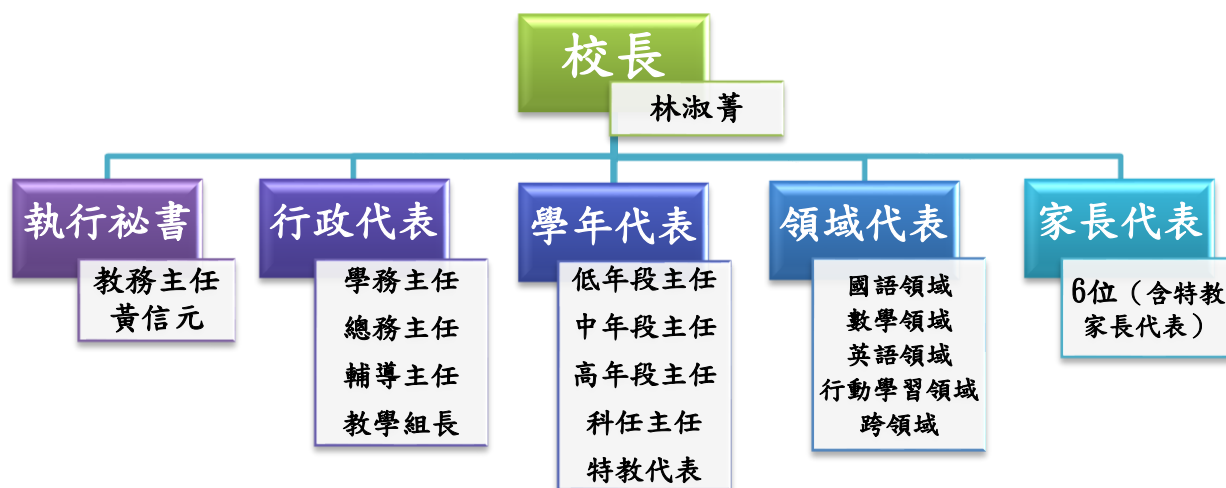 校長
林淑菁
執行祕書
教務主任
黃信元
行政代表
學務主任
總務主任
輔導主任
教學組長
學年代表
低年段主任
中年段主任
高年段主任
科任主任
特教代表
領域代表
國語領域
數學領域
英語領域
行動學習領域
跨領域
家長代表
6位（含特教
家長代表）